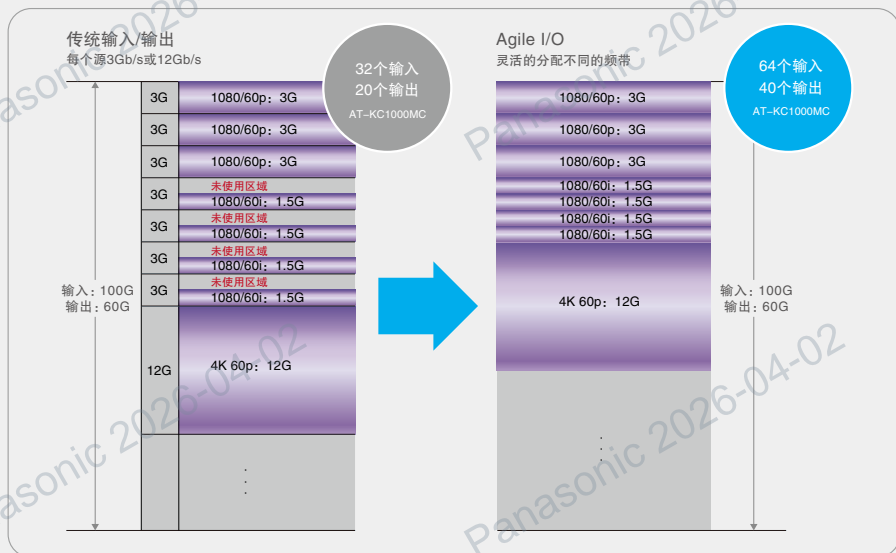 传统输入/输出
每个源3Gb/s或12Gb/s
32个输入
20个输出
AT-KC1000MC
3G
1080/60p：3G
3G
1080/60p：3G
3G
1080/60p：3G
3G
未使用区域
1080/60i：1.5G
3G
未使用区域
1080/60i：1.5G
3G
未使用区域
1080/60i：1.5G
3G
未使用区域
1080/60i：1.5G
12G
4K 60p：12G
输入：100G
输出：60G
Agile I/O
灵活的分配不同的频带
64个输入
40个输出
AT-KC1000MC
1080/60p：3G
1080/60p：3G
1080/60p：3G
1080/60i：1.5G
1080/60i：1.5G
1080/60i：1.5G
1080/60i：1.5G
4K 60p：12G
输入：100G
输出：60G
Panasonic 2026
Panasonic 2026
Panasonic 2026-04-02
Panasonic 2026-04-02